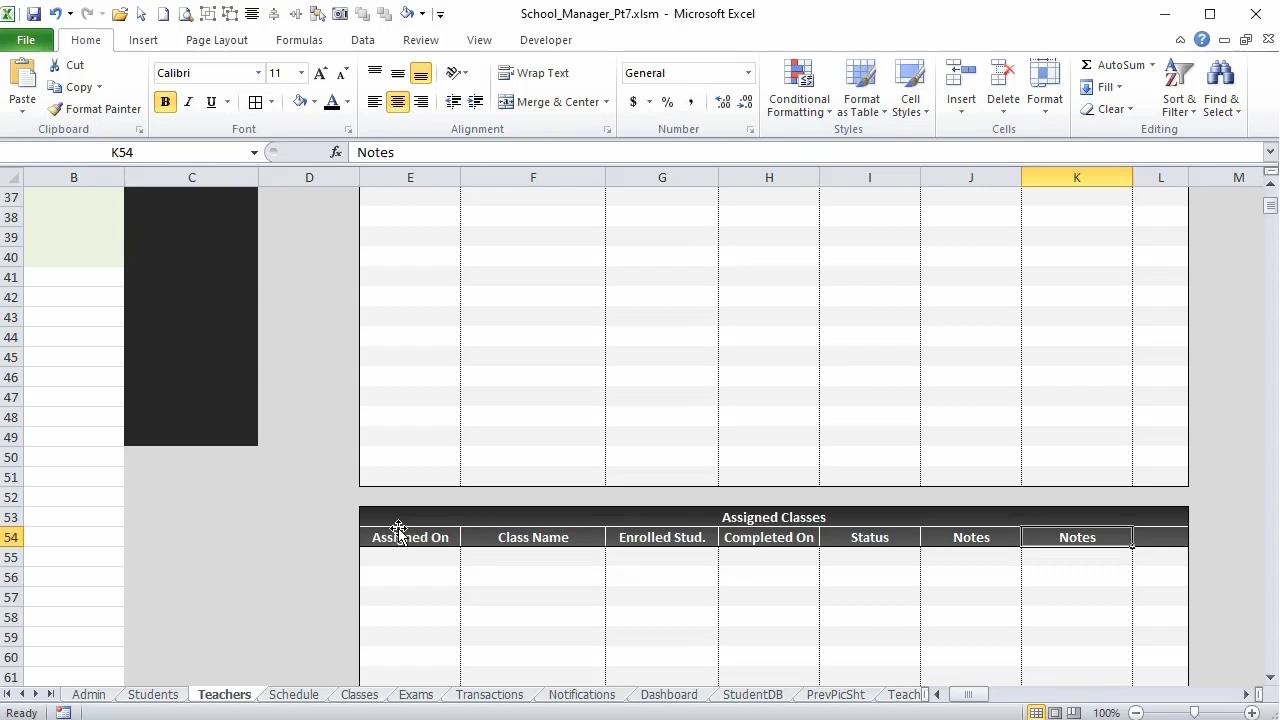 School_Manager_Pt7.xlsm - Microsoft Excel
File Home Insert Page Layout Formulas Data Review View Developer
Paste Cut Copy Format Painter Clipboard
Calibri 11 B I U A Font
Wrap Text Merge & Center Alignment
General $ % , Number
Conditional Formatting Format as Table Cell Styles Styles
Insert Delete Format Cells
AutoSum Fill Clear Sort & Filter Find & Select Editing
K54 fx Notes
B C D E F G H I J K L M
37
38
39
40
41
42
43
44
45
46
47
48
49
50
51
52
53 Assigned Classes
54 Assigned On Class Name Enrolled Stud. Completed On Status Notes Notes
55
56
57
58
59
60
61
Admin Students Teachers Schedule Classes Exams Transactions Notifications Dashboard StudentDB PrevPicSht Teach
Ready 100%